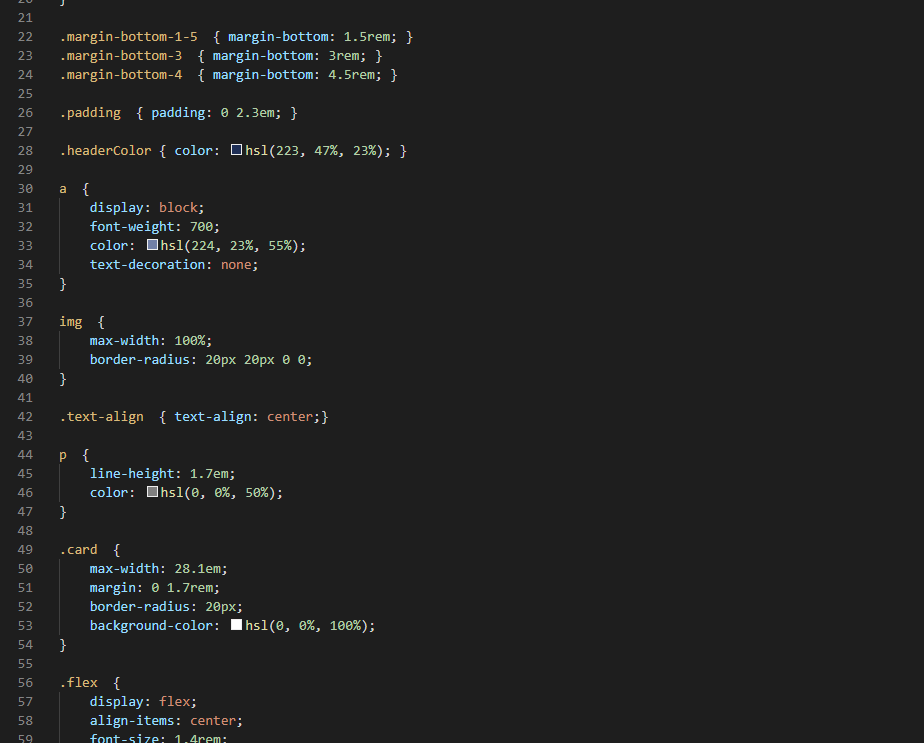 20 }
21
22 .margin-bottom-1-5  { margin-bottom: 1.5rem; }
23 .margin-bottom-3  { margin-bottom: 3rem; }
24 .margin-bottom-4  { margin-bottom: 4.5rem; }
25
26 .padding  { padding: 0 2.3em; }
27
28 .headerColor { color: hsl(223, 47%, 23%); }
29
30 a  {
31     display: block;
32     font-weight: 700;
33     color: hsl(224, 23%, 55%);
34     text-decoration: none;
35 }
36
37 img  {
38     max-width: 100%;
39     border-radius: 20px 20px 0 0;
40 }
41
42 .text-align  { text-align: center;}
43
44 p  {
45     line-height: 1.7em;
46     color: hsl(0, 0%, 50%);
47 }
48
49 .card  {
50     max-width: 28.1em;
51     margin: 0 1.7rem;
52     border-radius: 20px;
53     background-color: hsl(0, 0%, 100%);
54 }
55
56 .flex  {
57     display: flex;
58     align-items: center;
59     font-size: 1.4rem;